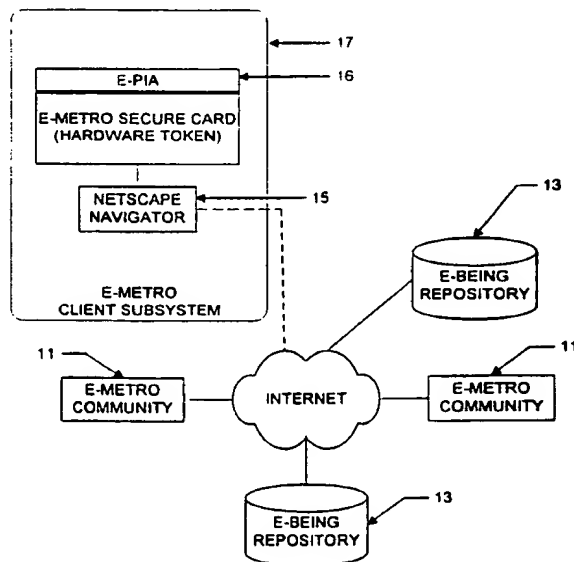 17
E-PIA
16
E-METRO SECURE CARD
(HARDWARE TOKEN)
NETSCAPE
NAVIGATOR
15
13
E-METRO
CLIENT SUBSYSTEM
E-BEING
REPOSITORY
11
11
E-METRO
COMMUNITY
INTERNET
E-METRO
COMMUNITY
13
E-BEING
REPOSITORY